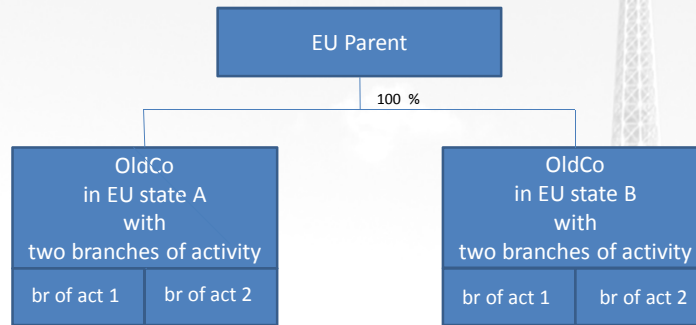 EU Parent
100 %
OldCo
in EU state A
with
two branches of activity
br of act 1
br of act 2
OldCo
in EU state B
with
two branches of activity
br of act 1
br of act 2